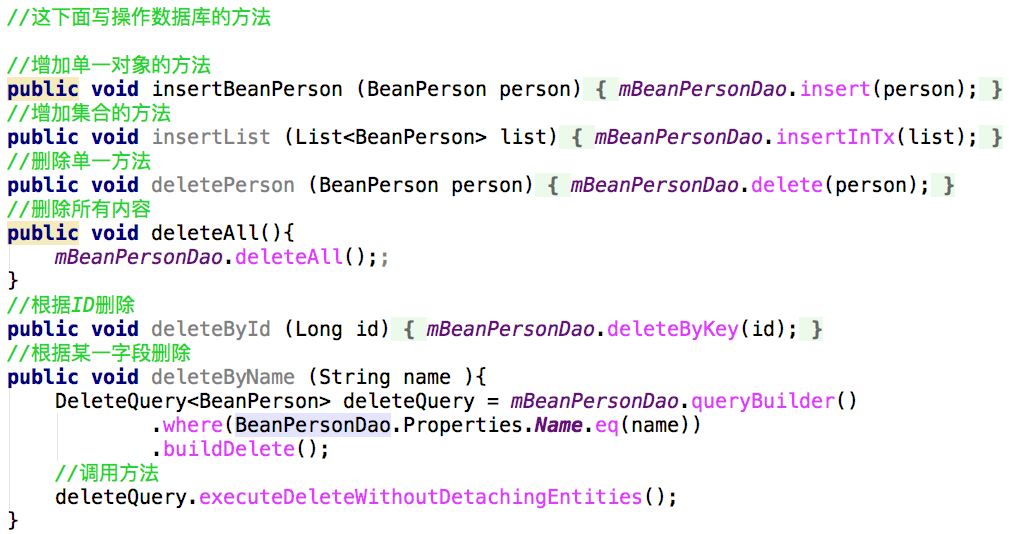 //这下面写操作数据库的方法
//增加单一对象的方法
public void insertBeanPerson (BeanPerson person) { mBeanPersonDao.insert(person); }
//增加集合的方法
public void insertList (List<BeanPerson> list) { mBeanPersonDao.insertInTx(list); }
//删除单一方法
public void deletePerson (BeanPerson person) { mBeanPersonDao.delete(person); }
//删除所有内容
public void deleteAll(){
    mBeanPersonDao.deleteAll();;
}
//根据ID删除
public void deleteById (Long id) { mBeanPersonDao.deleteByKey(id); }
//根据某一字段删除
public void deleteByName (String name ){
    DeleteQuery<BeanPerson> deleteQuery = mBeanPersonDao.queryBuilder()
            .where(BeanPersonDao.Properties.Name.eq(name))
            .buildDelete();
    //调用方法
    deleteQuery.executeDeleteWithoutDetachingEntities();
}